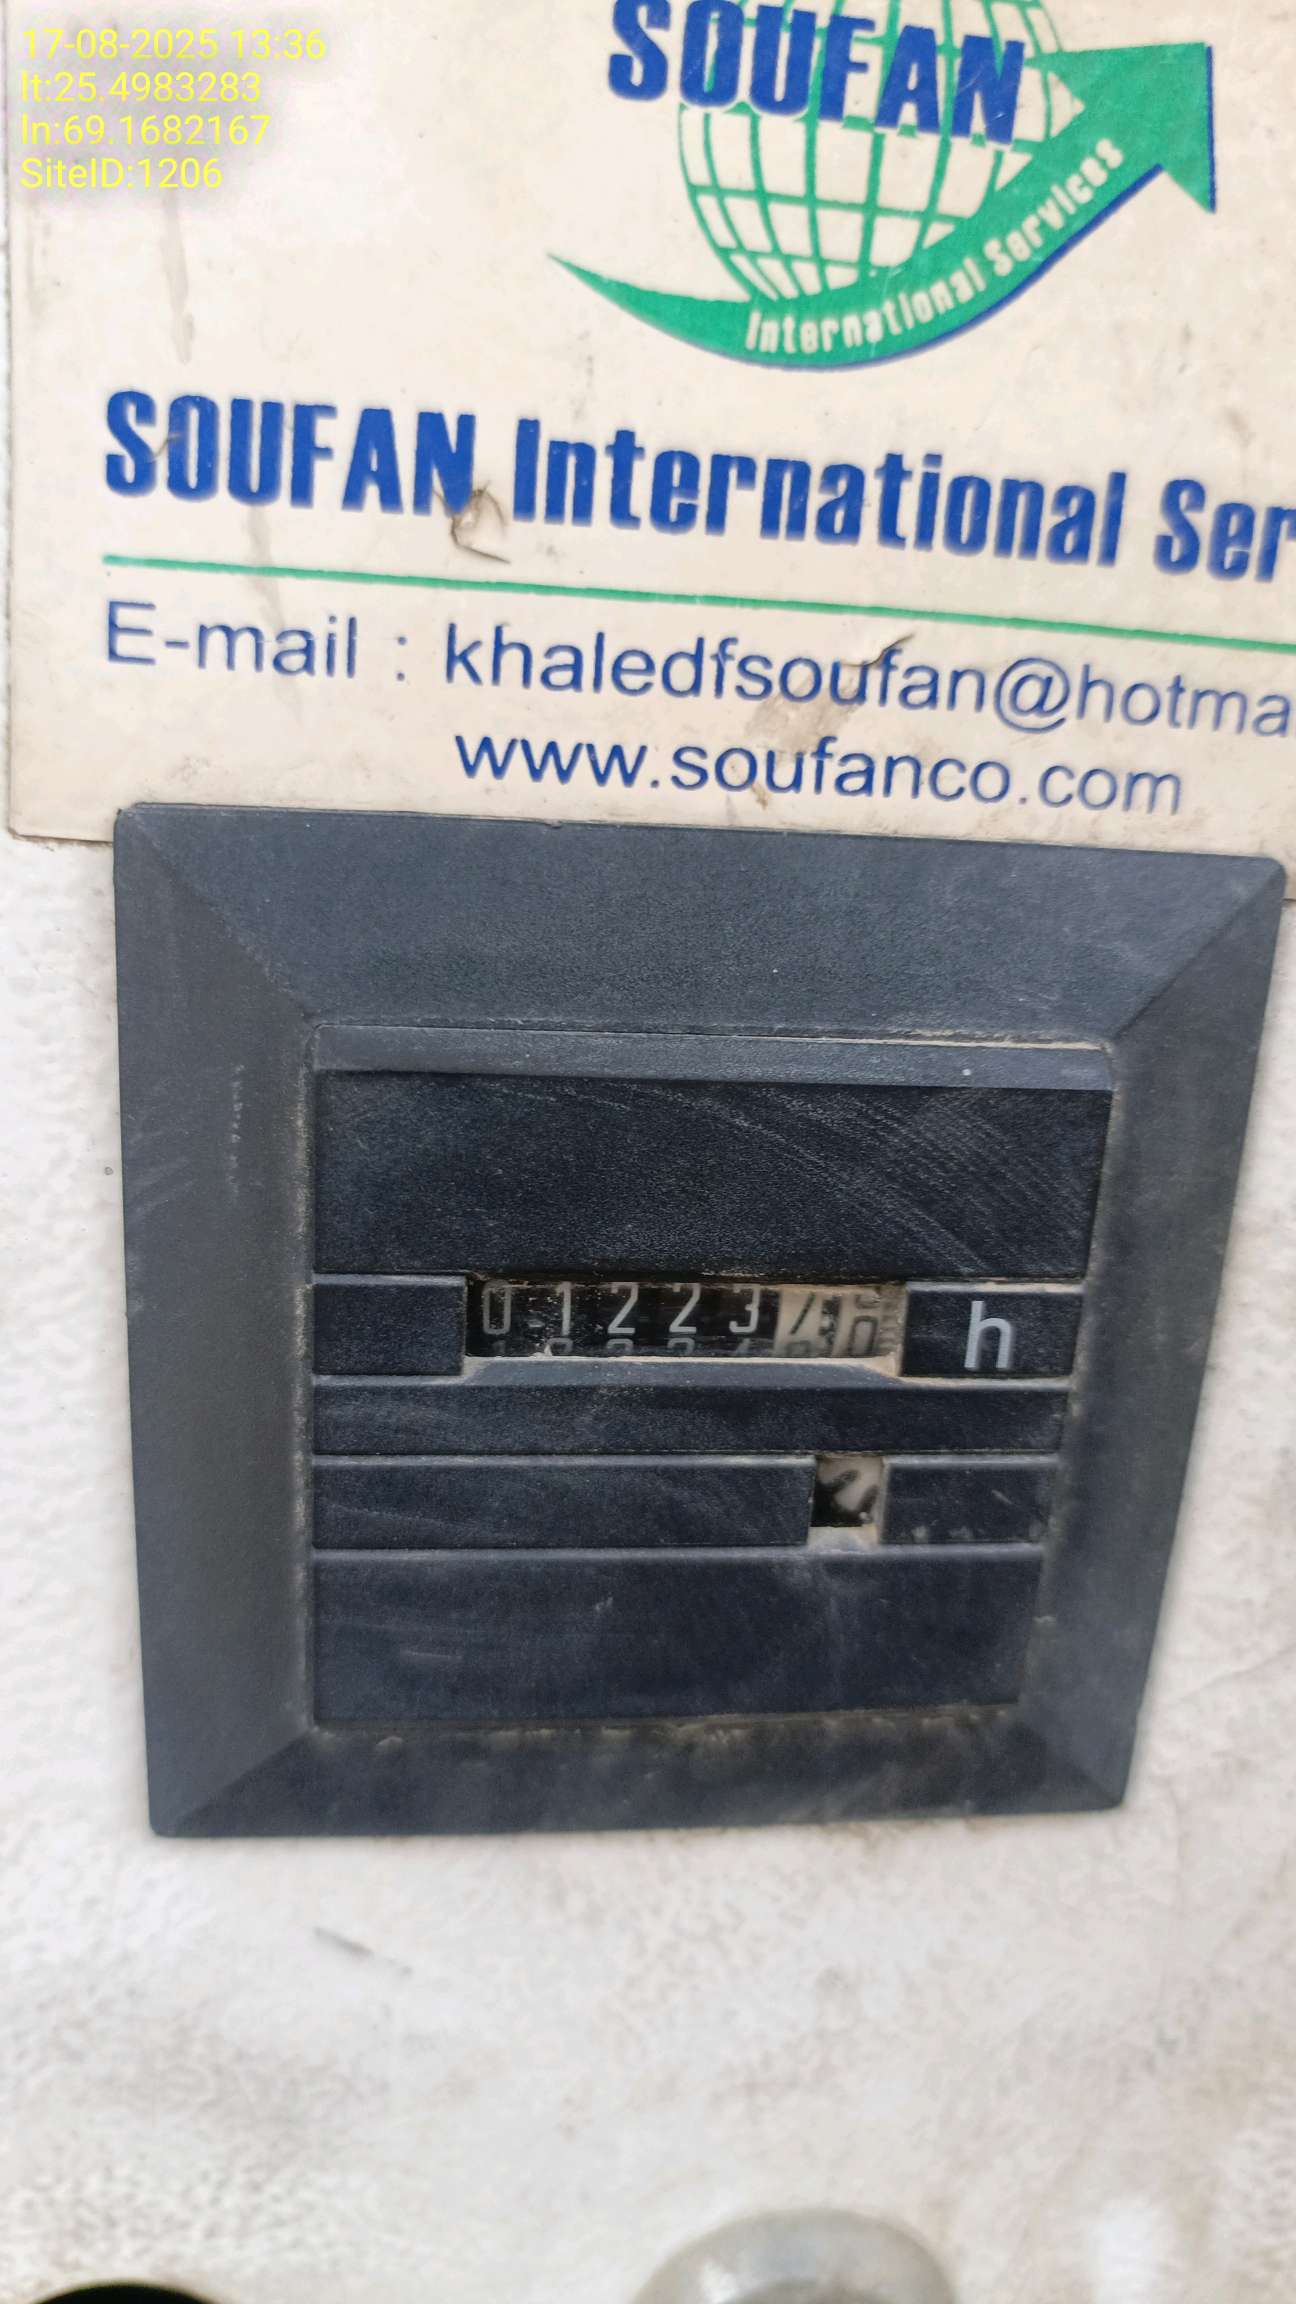 17-08-2025 13:36
lt:25.4983283
ln:69.1682167
SiteID:1206
SOUFAN
International Services
SOUFAN International Ser
E-mail : khaledfsoufan@hotma
www.soufanco.com
01223
h